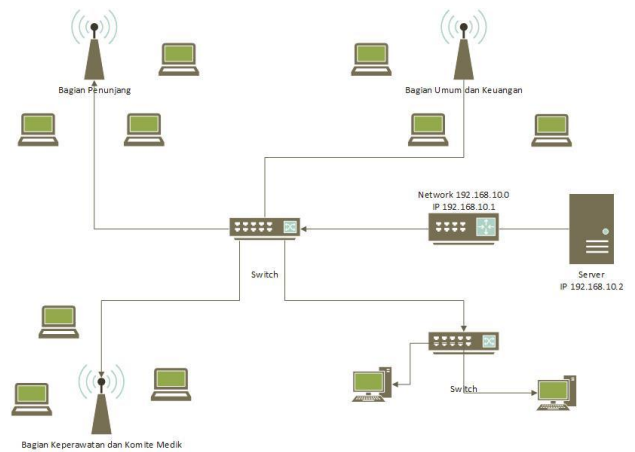 Bagian Penunjang
Bagian Umum dan Keuangan
Network 192.168.10.0
IP 192.168.10.1
Switch
Server
IP 192.168.10.2
Switch
Bagian Keperawatan dan Komite Medik